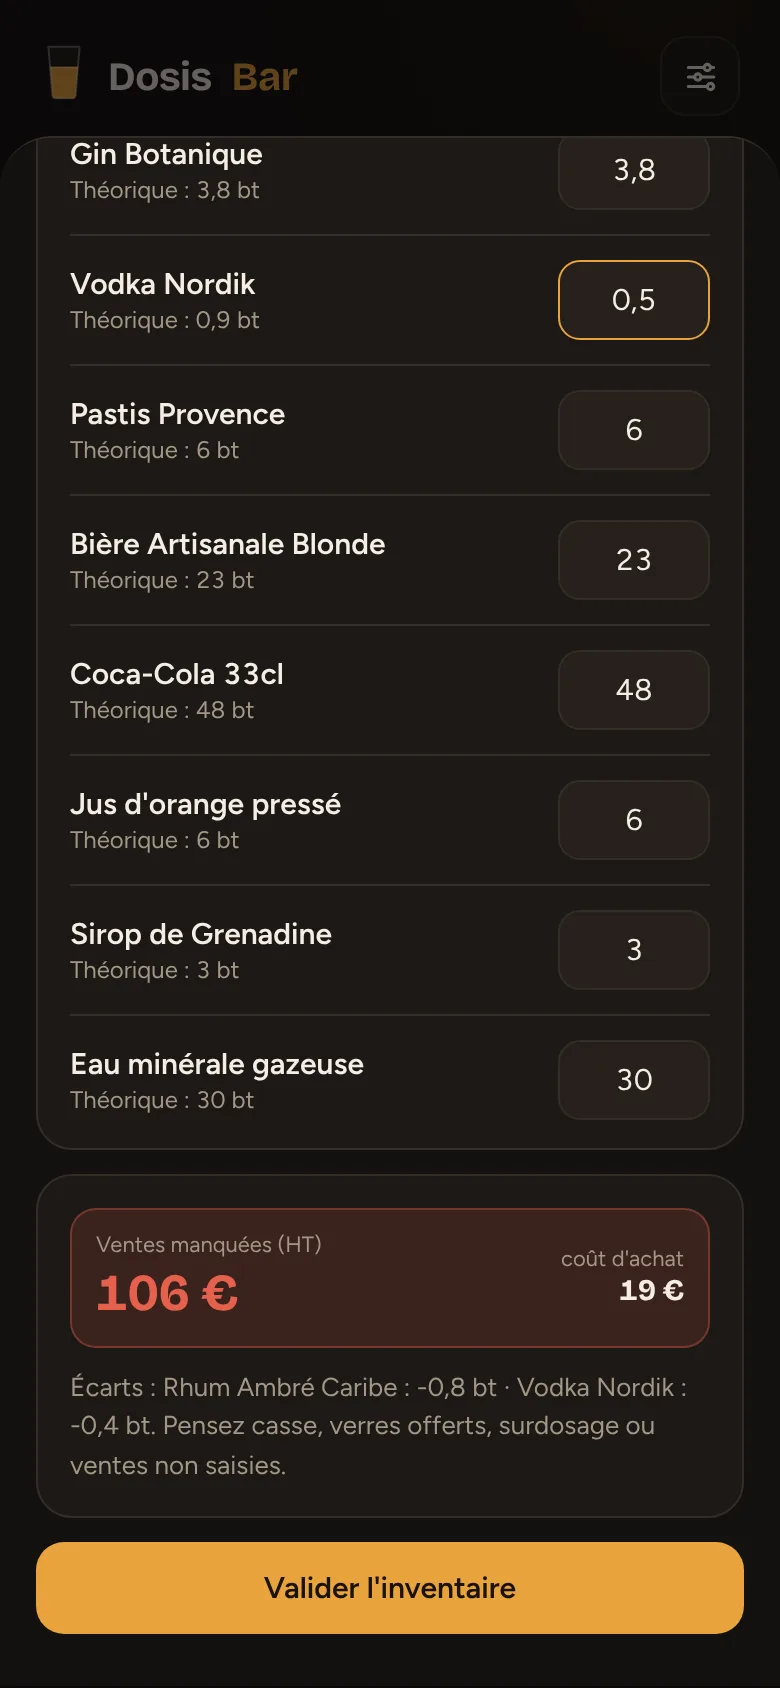 Dosis Bar
Gin Botanique
3,8
Théorique : 3,8 bt
Vodka Nordik
0,5
Théorique : 0,9 bt
Pastis Provence
6
Théorique : 6 bt
Bière Artisanale Blonde
23
Théorique : 23 bt
Coca-Cola 33cl
48
Théorique : 48 bt
Jus d'orange pressé
6
Théorique : 6 bt
Sirop de Grenadine
3
Théorique : 3 bt
Eau minérale gazeuse
30
Théorique : 30 bt
Ventes manquées (HT)
106 €
coût d'achat
19 €
Écarts : Rhum Ambré Caribe : -0,8 bt · Vodka Nordik :
-0,4 bt. Pensez casse, verres offerts, surdosage ou
ventes non saisies.
Valider l'inventaire